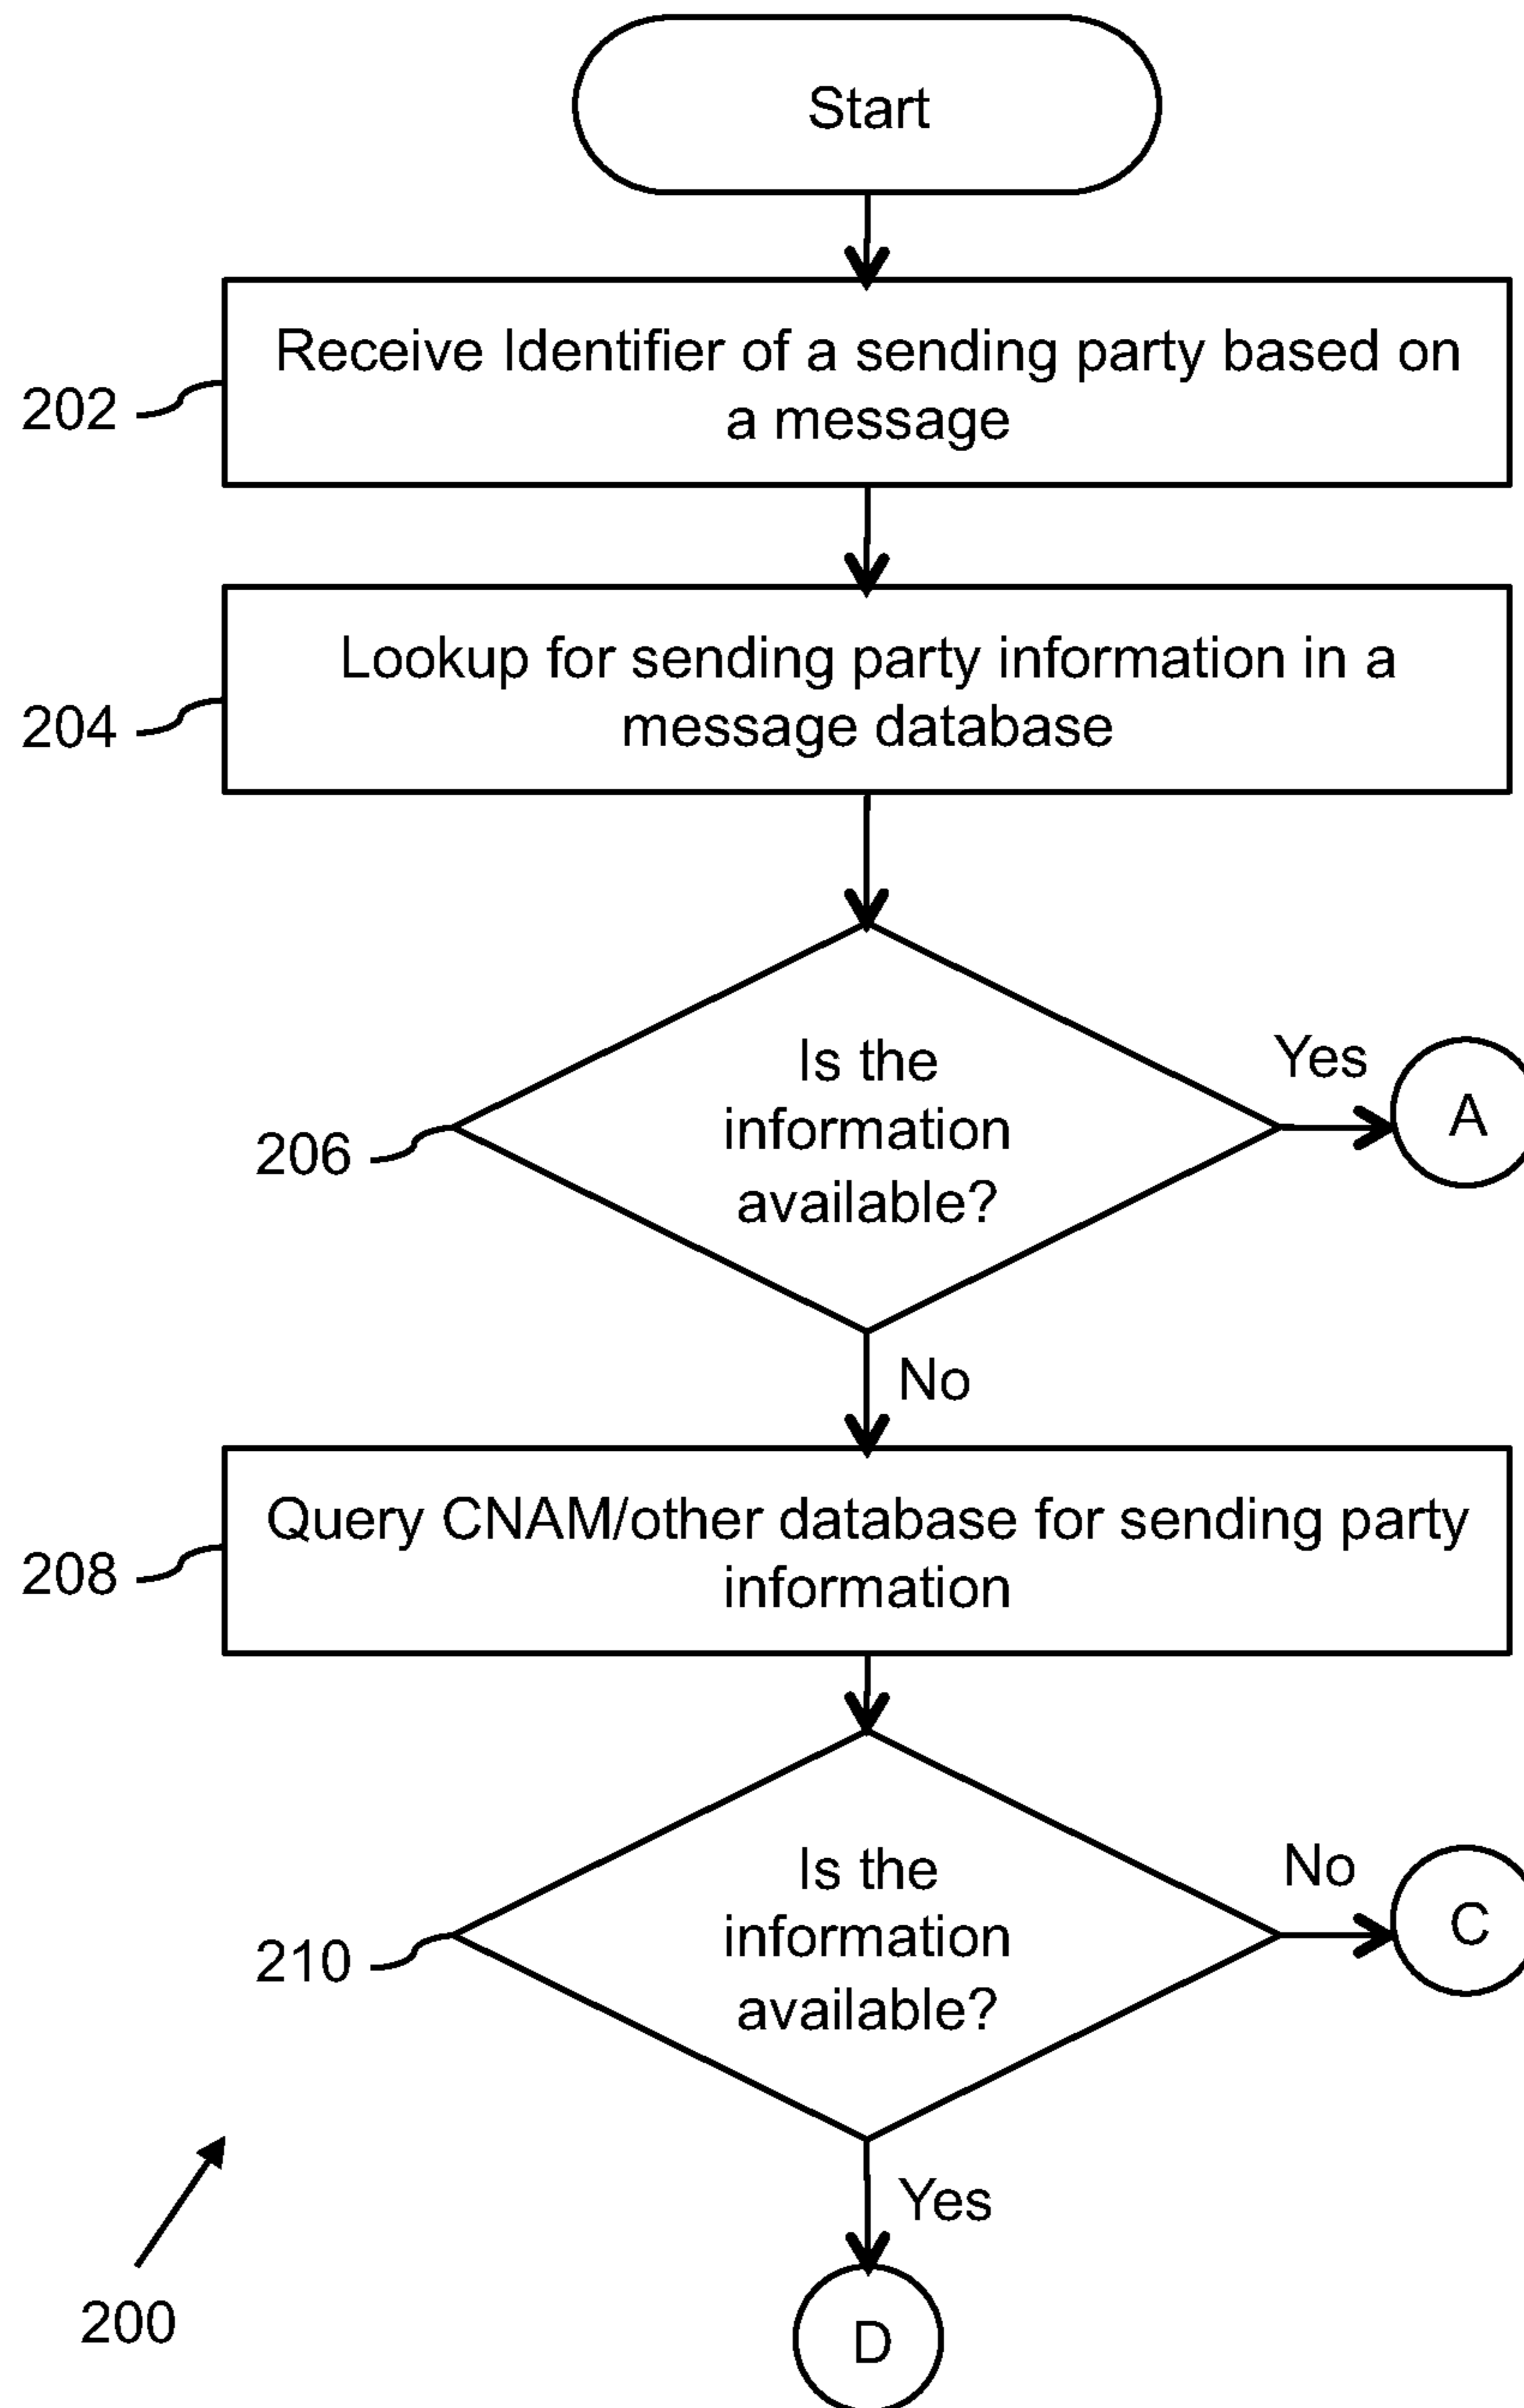 Start
202
Receive Identifier of a sending party based on
a message
204
Lookup for sending party information in a
message database
206
Is the
information
available?
Yes
A
No
208
Query CNAM/other database for sending party
information
210
Is the
information
available?
No
C
Yes
D
200